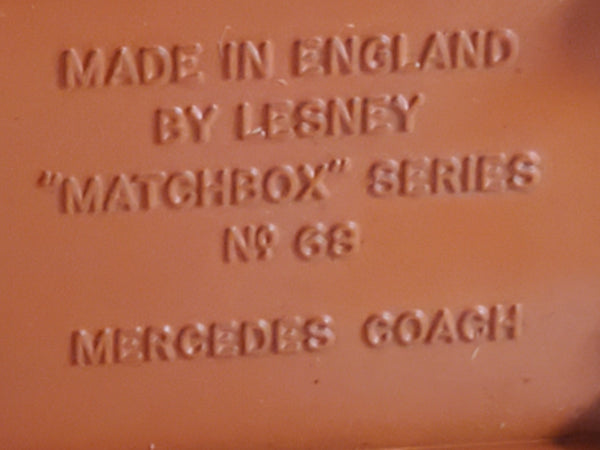 MADE IN ENGLAND
BY LESNEY
"MATCHBOX" SERIES
Nº 68
MERCEDES COACH